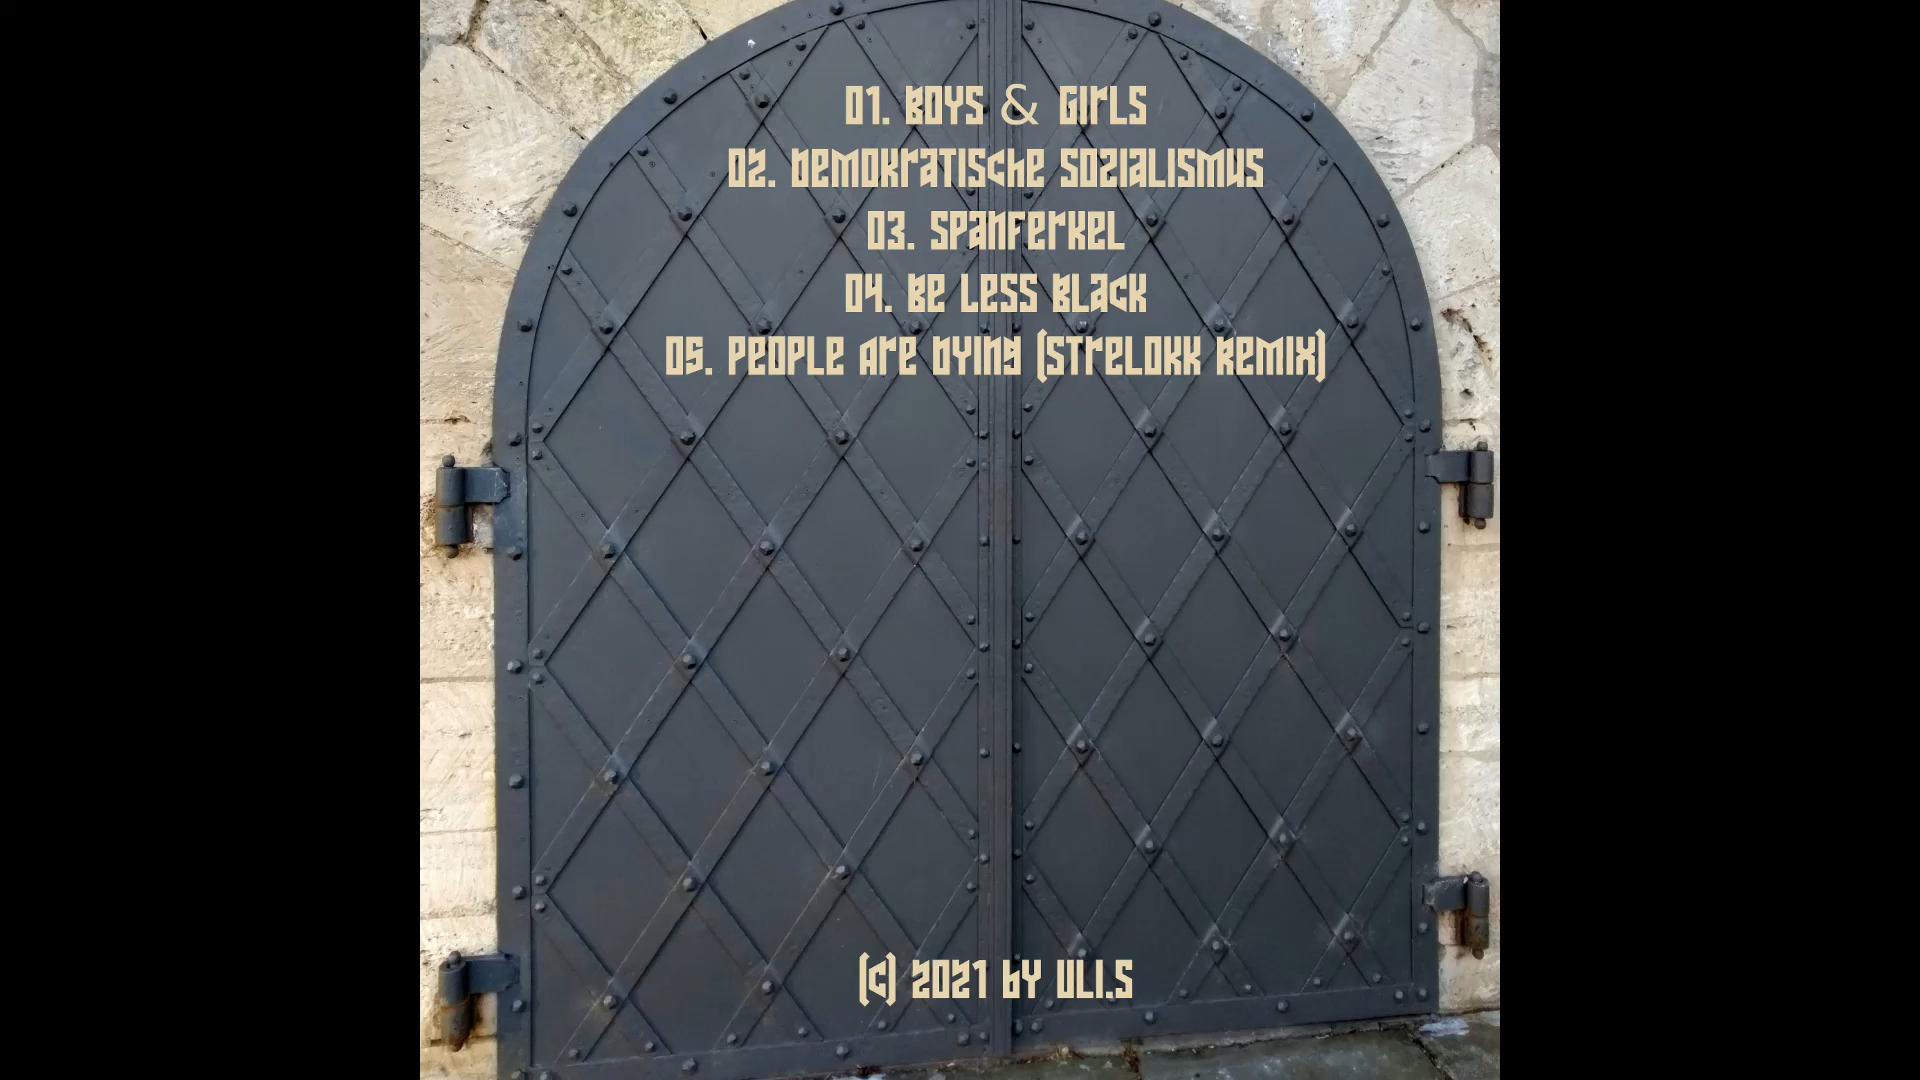 01. Boys & Girls
02. Demokratische Sozialismus
03. Spanferkel
04. Be Less Black
05. People Are Dying (Strelokk Remix)
(C) 2021 by ULI.S